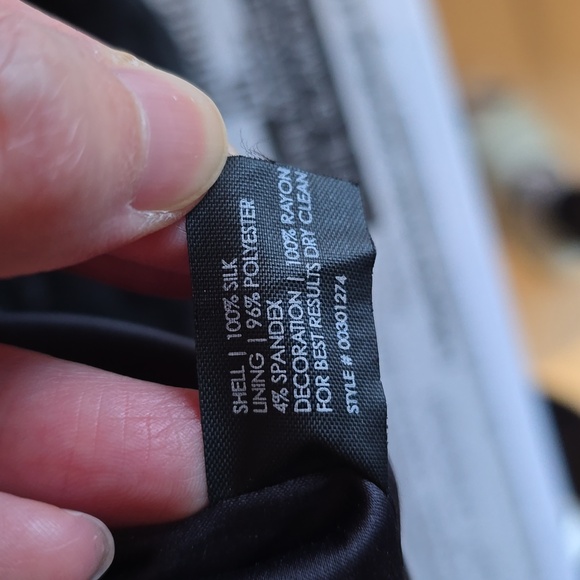 SHELL | 100% SILK
LINING | 96% POLYESTER
4% SPANDEX
DECORATION | 100% RAYON
FOR BEST RESULTS DRY CLEAN
STYLE # 00301274